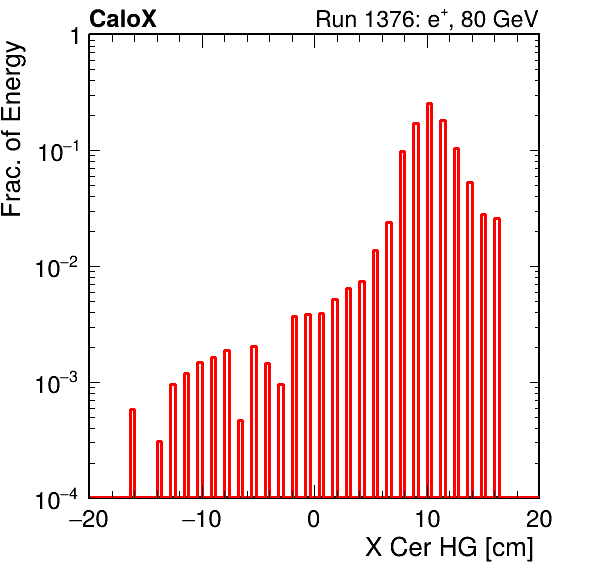 CaloX Run 1376: e⁺, 80 GeV
Frac. of Energy
1
10⁻¹
10⁻²
10⁻³
10⁻⁴
−20 −10 0 10 20
X Cer HG [cm]